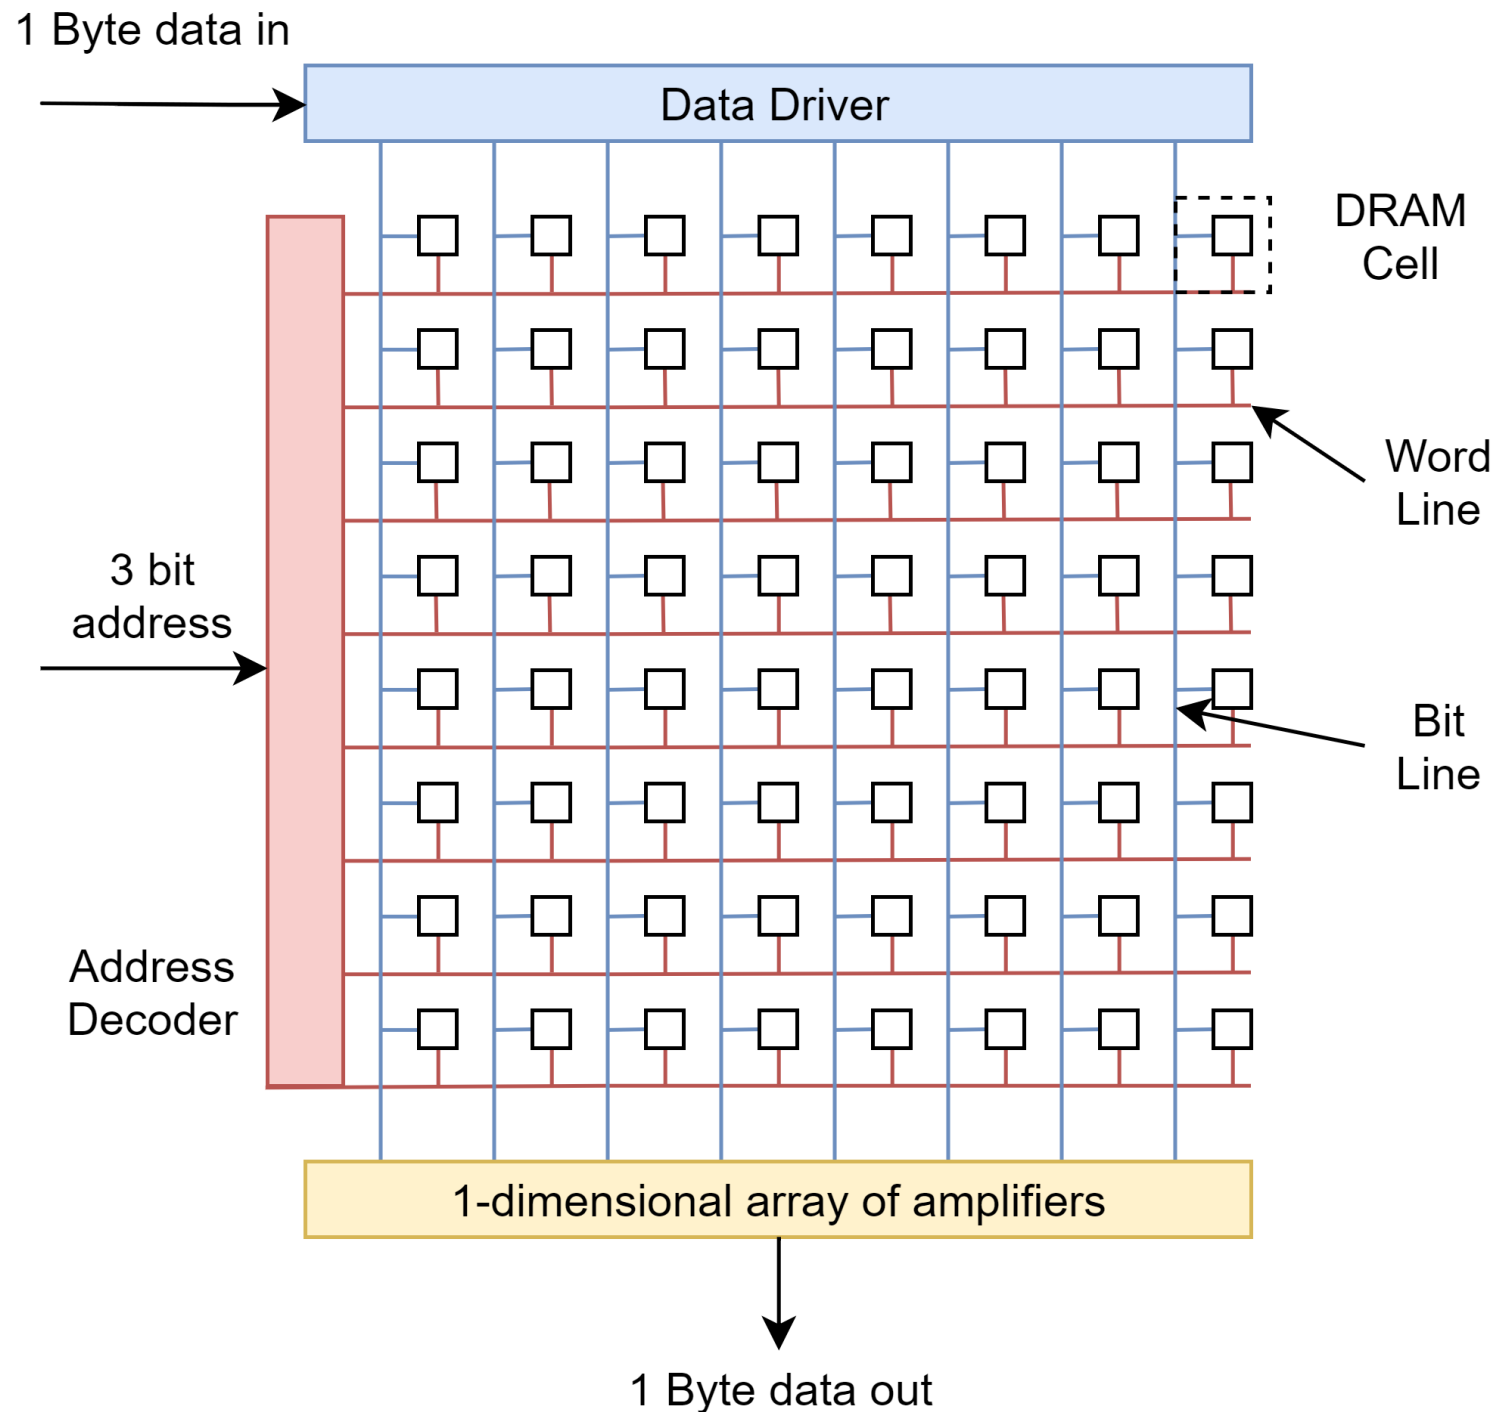 1 Byte data in
Data Driver
DRAM
Cell
Word
Line
3 bit
address
Bit
Line
Address
Decoder
1-dimensional array of amplifiers
1 Byte data out